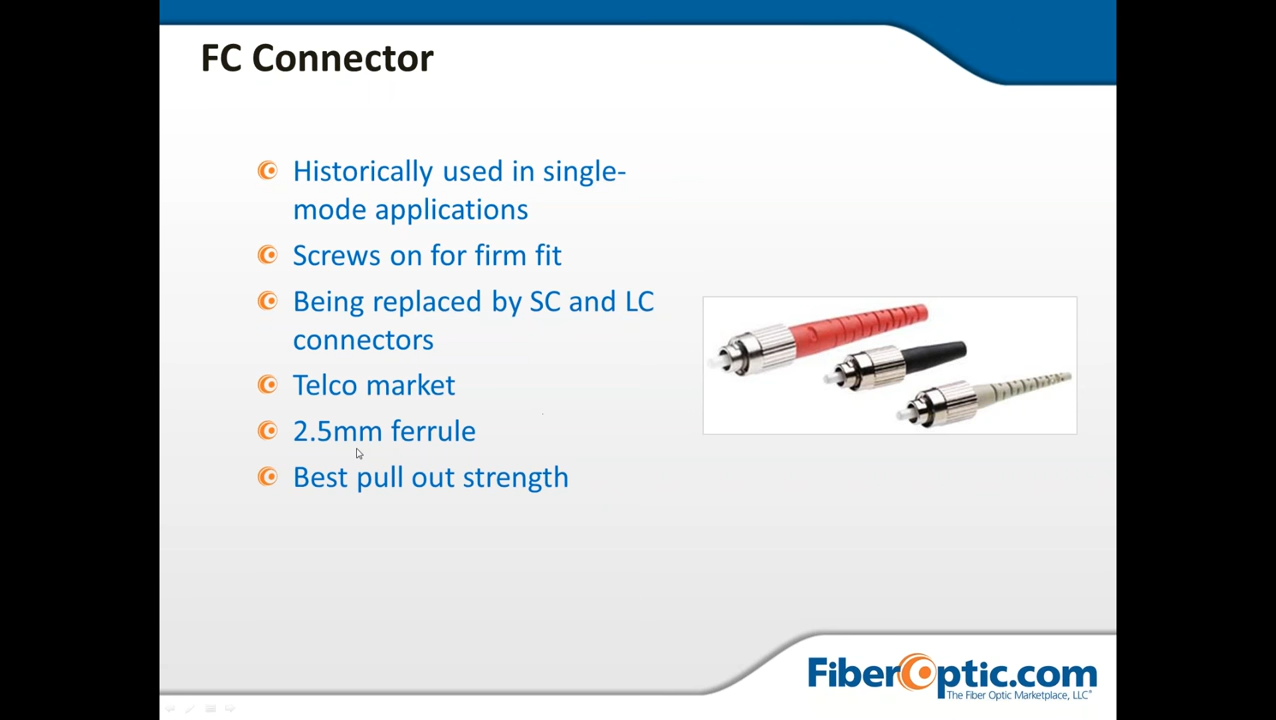 FC Connector
Historically used in single-
mode applications
Screws on for firm fit
Being replaced by SC and LC
connectors
Telco market
2.5mm ferrule
Best pull out strength
FiberOptic.com
The Fiber Optic Marketplace, LLC®